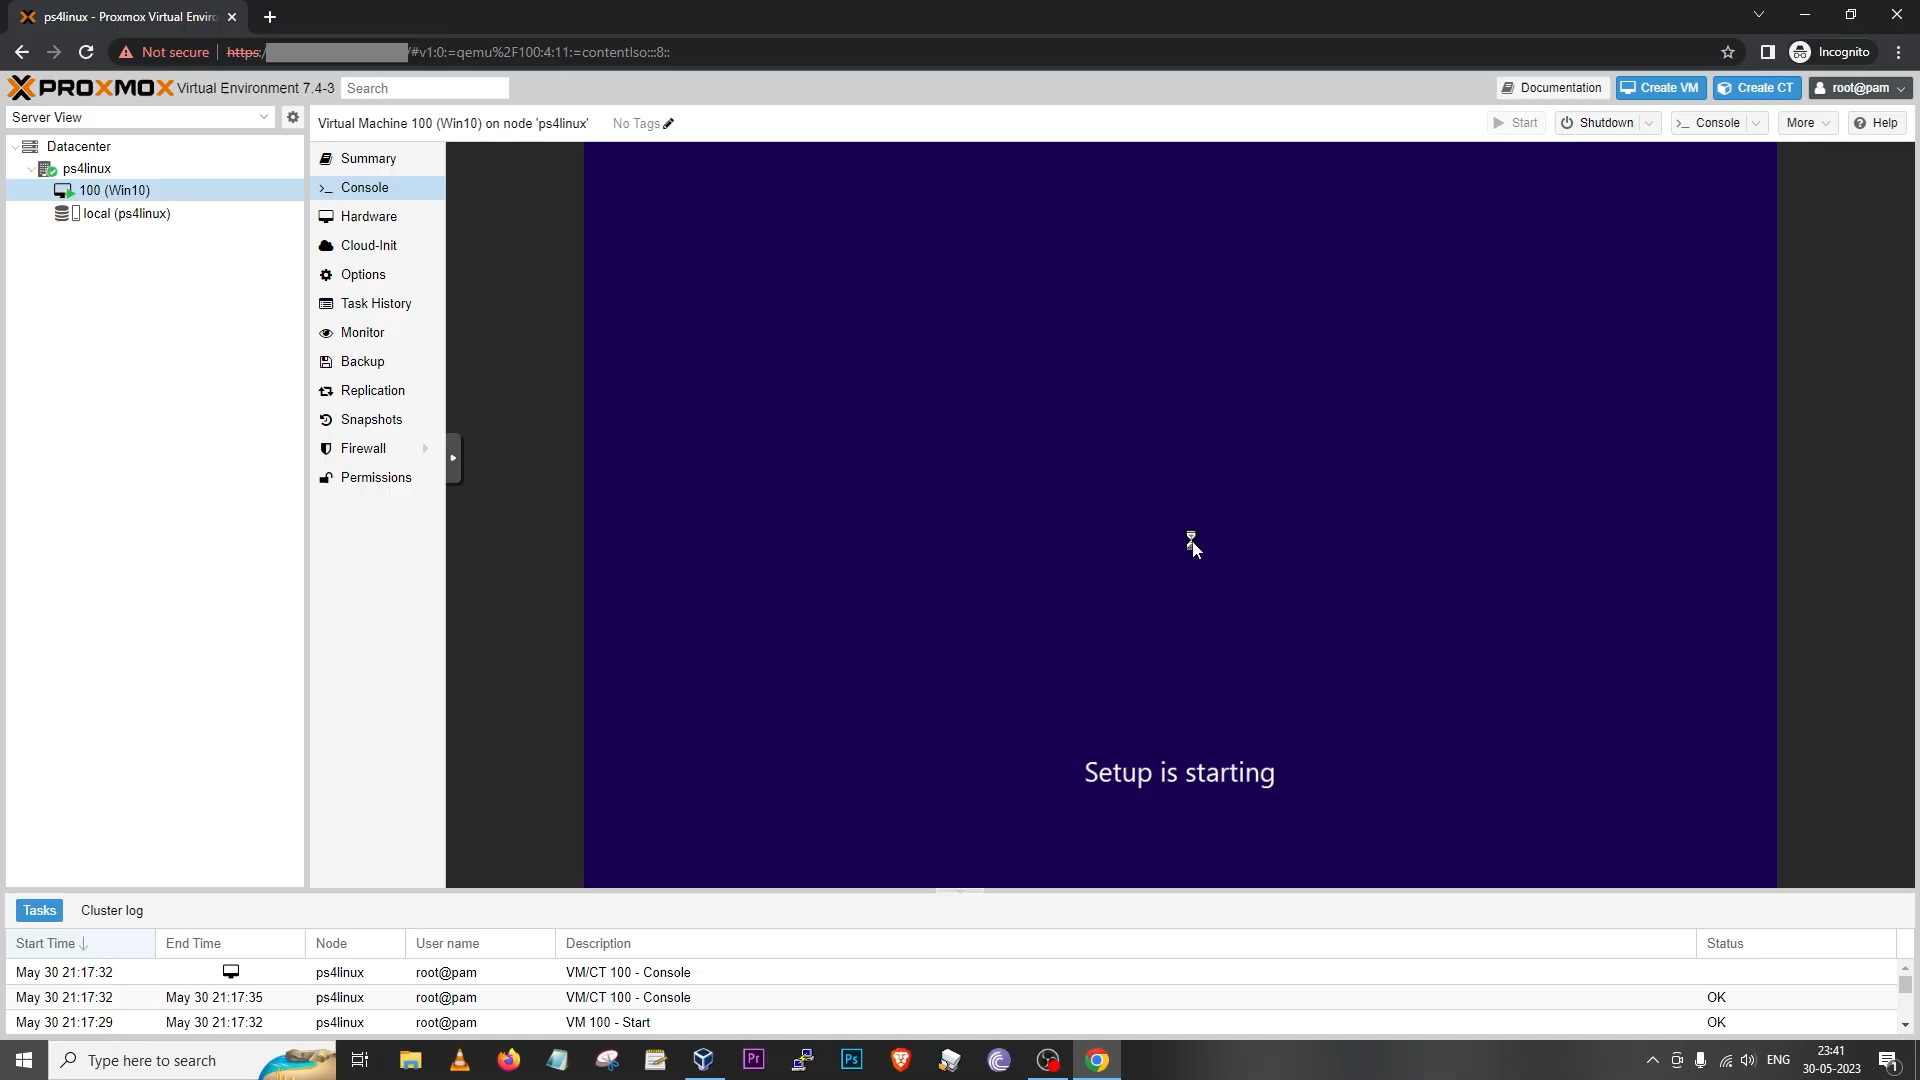 ps4linux - Proxmox Virtual Enviro
Not secure
https:/
/#v1:0:=qemu%2F100:4:11:=contentIso:::8::
Incognito
PROXMOX Virtual Environment 7.4-3
Search
Documentation
Create VM
Create CT
root@pam
Server View
Virtual Machine 100 (Win10) on node 'ps4linux'
No Tags
Start
Shutdown
Console
More
Help
Datacenter
ps4linux
100 (Win10)
local (ps4linux)
Summary
Console
Hardware
Cloud-Init
Options
Task History
Monitor
Backup
Replication
Snapshots
Firewall
Permissions
Setup is starting
Tasks
Cluster log
Start Time
End Time
Node
User name
Description
Status
May 30 21:17:32
ps4linux
root@pam
VM/CT 100 - Console
May 30 21:17:32
May 30 21:17:35
ps4linux
root@pam
VM/CT 100 - Console
OK
May 30 21:17:29
May 30 21:17:32
ps4linux
root@pam
VM 100 - Start
OK
Type here to search
Pr
Ps
ENG
23:41
30-05-2023
1